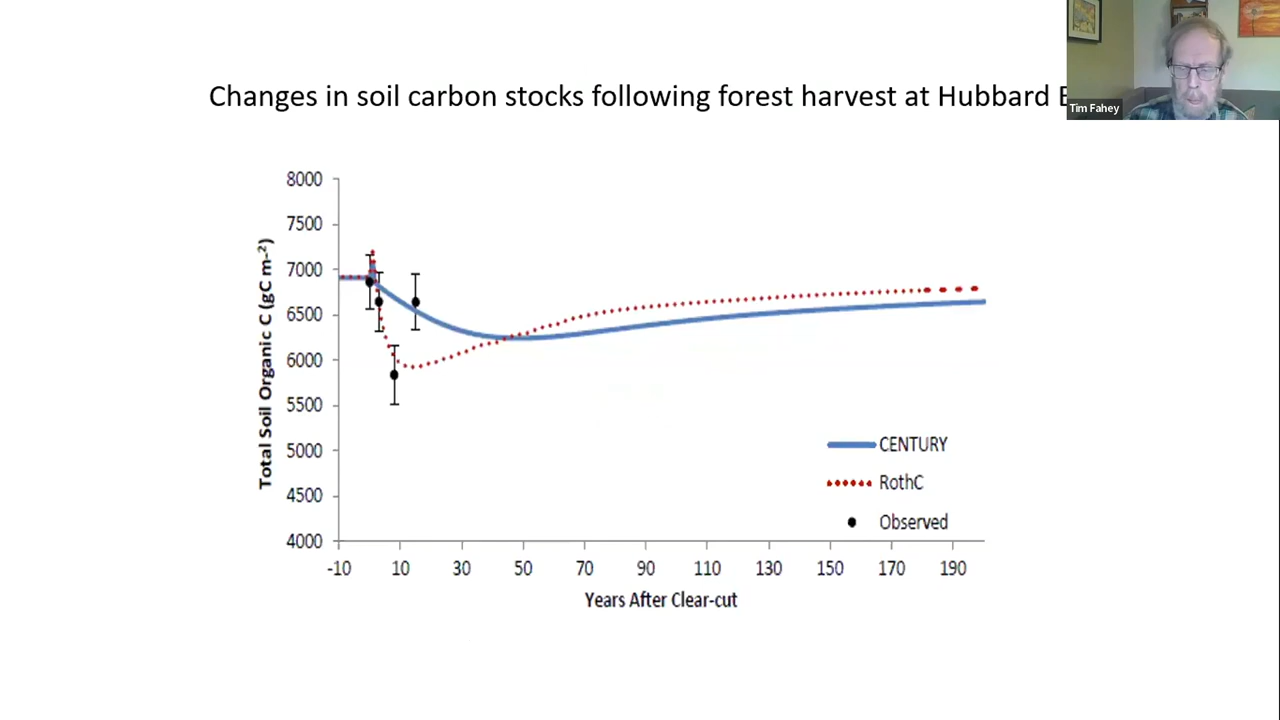 Changes in soil carbon stocks following forest harvest at Hubbard
Tim Fahey
Total Soil Organic C (gC m-2)
8000
7500
7000
6500
6000
5500
5000
4500
4000
-10 10 30 50 70 90 110 130 150 170 190
Years After Clear-cut
CENTURY
RothC
Observed